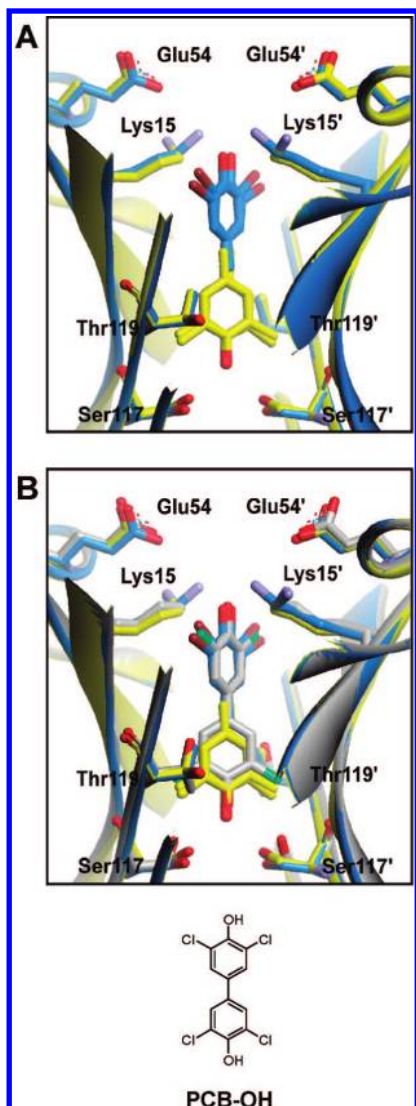 A
Glu54 Glu54'
Lys15 Lys15'
Thr119 Thr119'
Ser117 Ser117'
B
Glu54 Glu54'
Lys15 Lys15'
Thr119 Thr119'
Ser117 Ser117'
OH
Cl Cl
Cl Cl
OH
PCB-OH